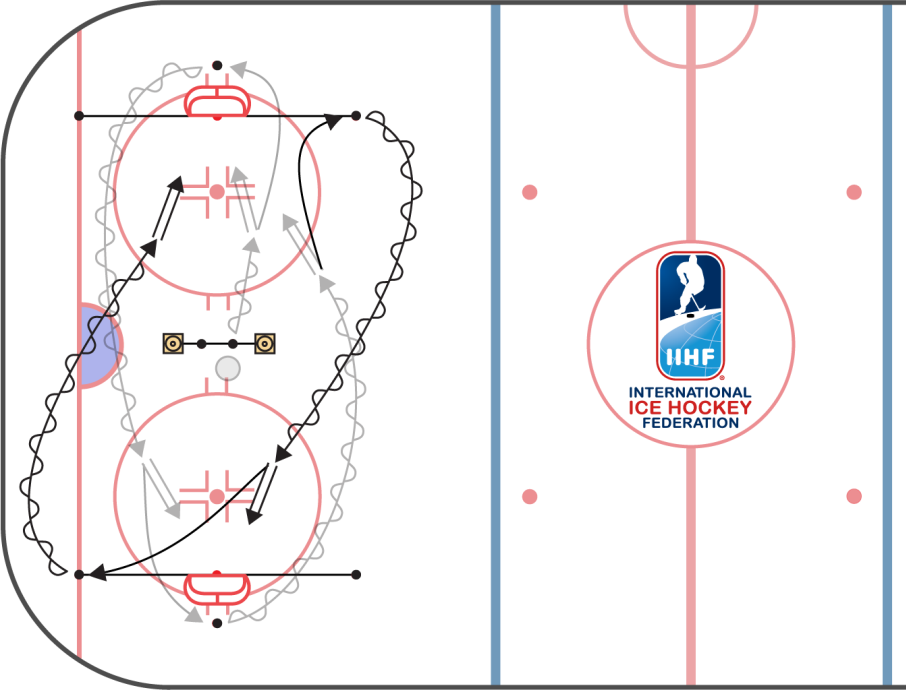 IIHF
®
INTERNATIONAL
ICE HOCKEY
FEDERATION